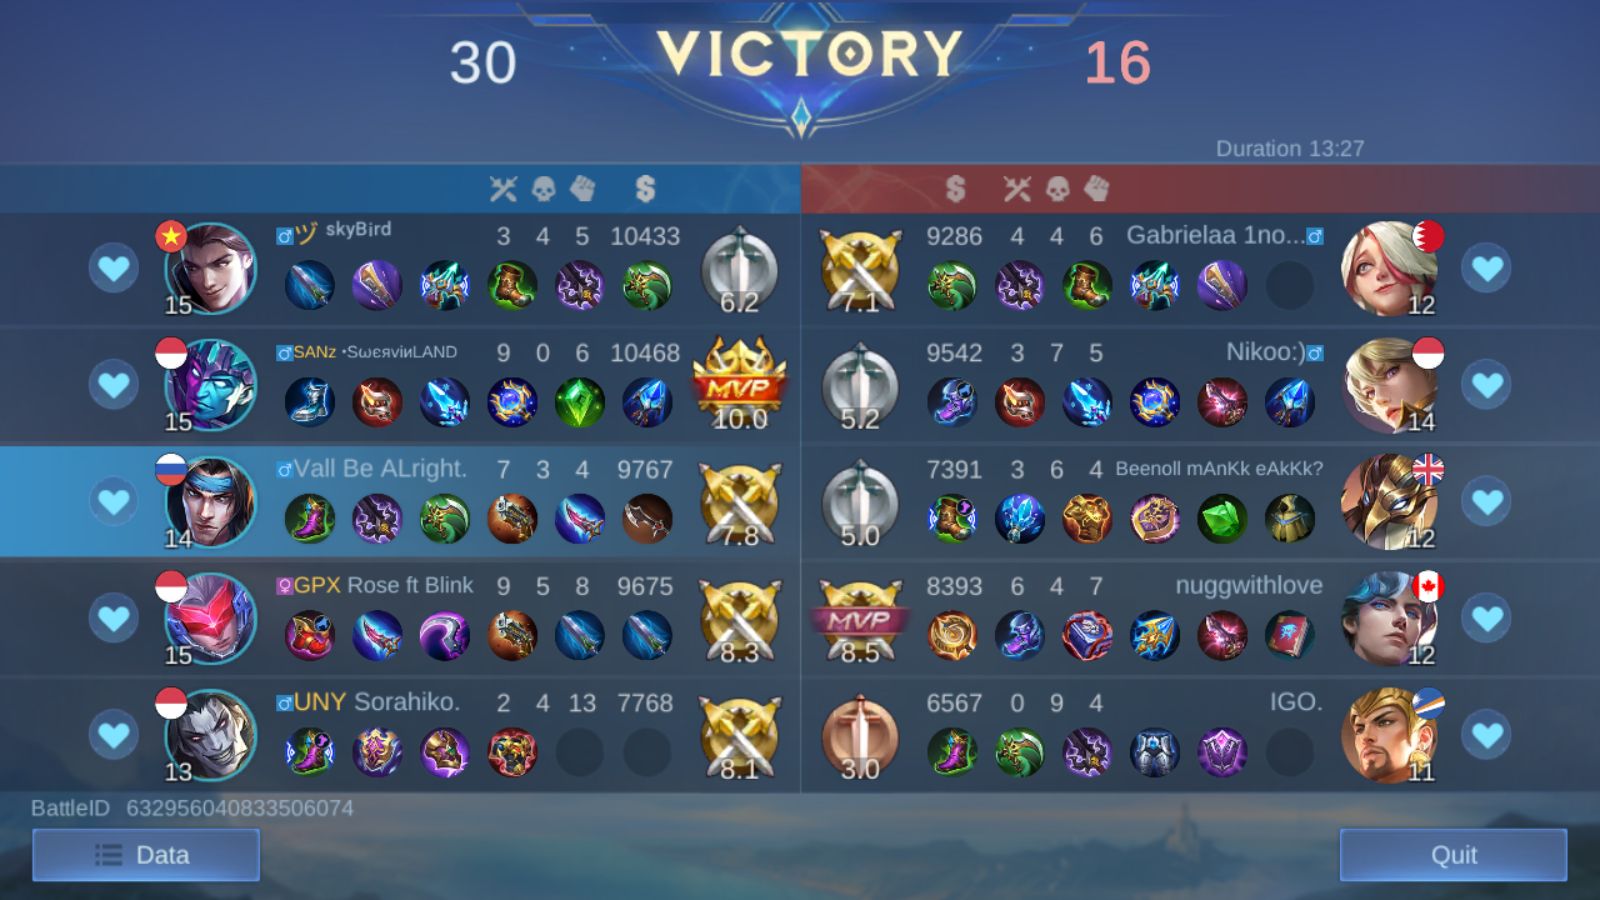 30 VICTORY 16
Duration 13:27
ヅ skyBird 3 4 5 10433
15 6.2
9286 4 4 6 Gabrielaa 1no...
7.1 12
SANz •SωєяviиLAND 9 0 6 10468
15 MVP 10.0
9542 3 7 5 Nikoo:)
5.2 14
Vall Be ALright. 7 3 4 9767
14 7.8
7391 3 6 4 Beenoll mAnKk eAkKk?
5.0 12
GPX Rose ft Blink 9 5 8 9675
15 8.3
8393 6 4 7 nuggwithlove
MVP 8.5 12
UNY Sorahiko. 2 4 13 7768
13 8.1
6567 0 9 4 IGO.
3.0 11
BattleID 632956040833506074
Data Quit